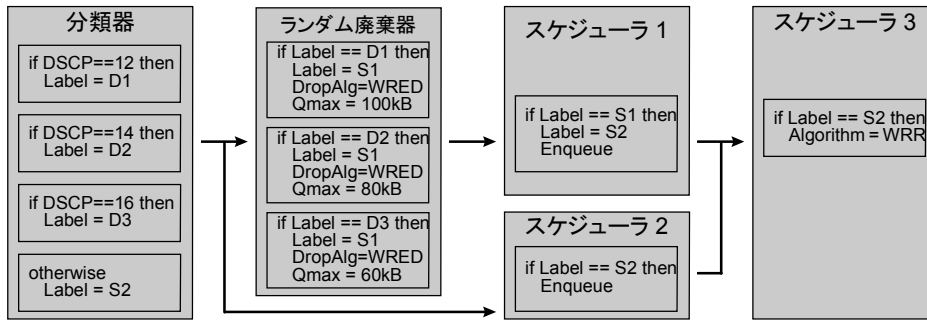 分類器
if DSCP==12 then
Label = D1
if DSCP==14 then
Label = D2
if DSCP==16 then
Label = D3
otherwise
Label = S2
ランダム廃棄器
if Label == D1 then
Label = S1
DropAlg=WRED
Qmax = 100kB
if Label == D2 then
Label = S1
DropAlg=WRED
Qmax = 80kB
if Label == D3 then
Label = S1
DropAlg=WRED
Qmax = 60kB
スケジューラ 1
if Label == S1 then
Label = S2
Enqueue
スケジューラ 2
if Label == S2 then
Enqueue
スケジューラ 3
if Label == S2 then
Algorithm = WRR